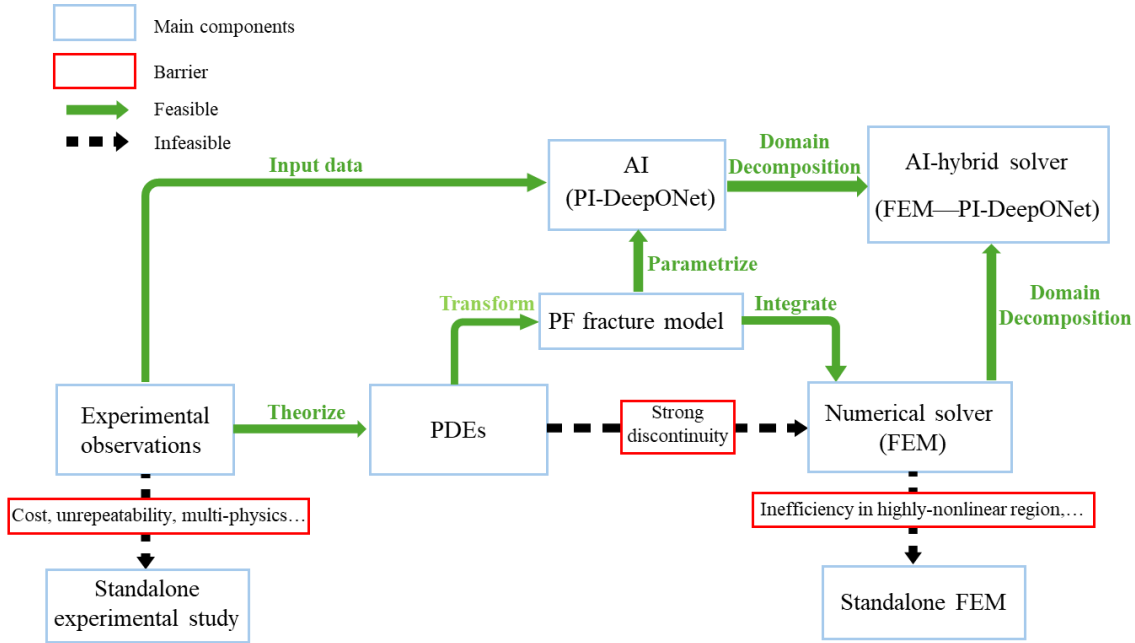 Main components
Barrier
Feasible
Infeasible
Input data
AI
(PI-DeepONet)
Domain
Decomposition
AI-hybrid solver
(FEM—PI-DeepONet)
Parametrize
Transform
PF fracture model
Integrate
Domain
Decomposition
Experimental
observations
Theorize
PDEs
Strong
discontinuity
Numerical solver
(FEM)
Cost, unrepeatability, multi-physics…
Inefficiency in highly-nonlinear region,…
Standalone
experimental study
Standalone FEM